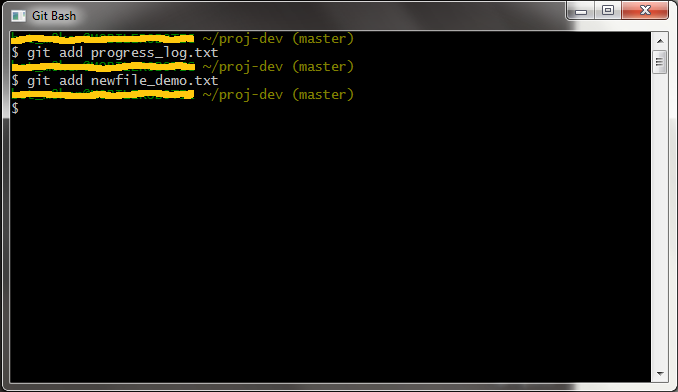 Git Bash
~/proj-dev (master)
$ git add progress_log.txt
~/proj-dev (master)
$ git add newfile_demo.txt
~/proj-dev (master)
$